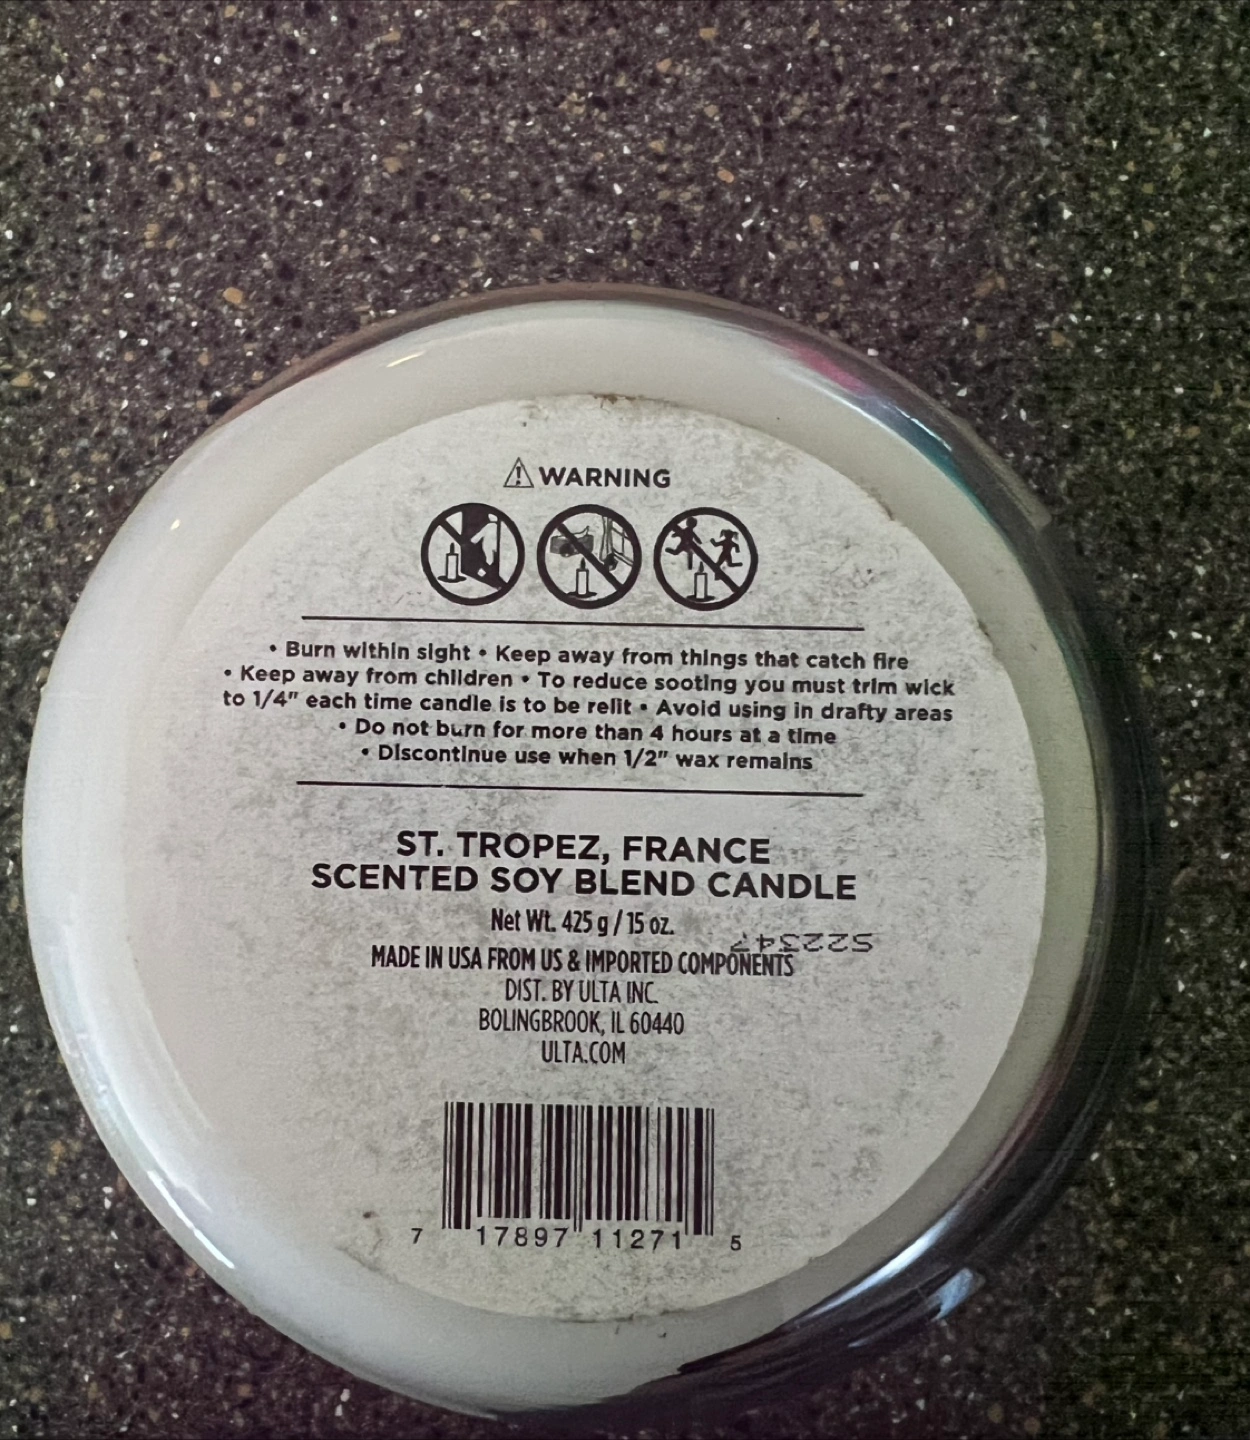 ⚠ WARNING
• Burn within sight • Keep away from things that catch fire
• Keep away from children • To reduce sooting you must trim wick
to 1/4" each time candle is to be relit • Avoid using in drafty areas
• Do not burn for more than 4 hours at a time
• Discontinue use when 1/2" wax remains
ST. TROPEZ, FRANCE
SCENTED SOY BLEND CANDLE
Net Wt. 425 g / 15 oz.
S22347
MADE IN USA FROM US & IMPORTED COMPONENTS
DIST. BY ULTA INC.
BOLINGBROOK, IL 60440
ULTA.COM
7 17897 11271 5